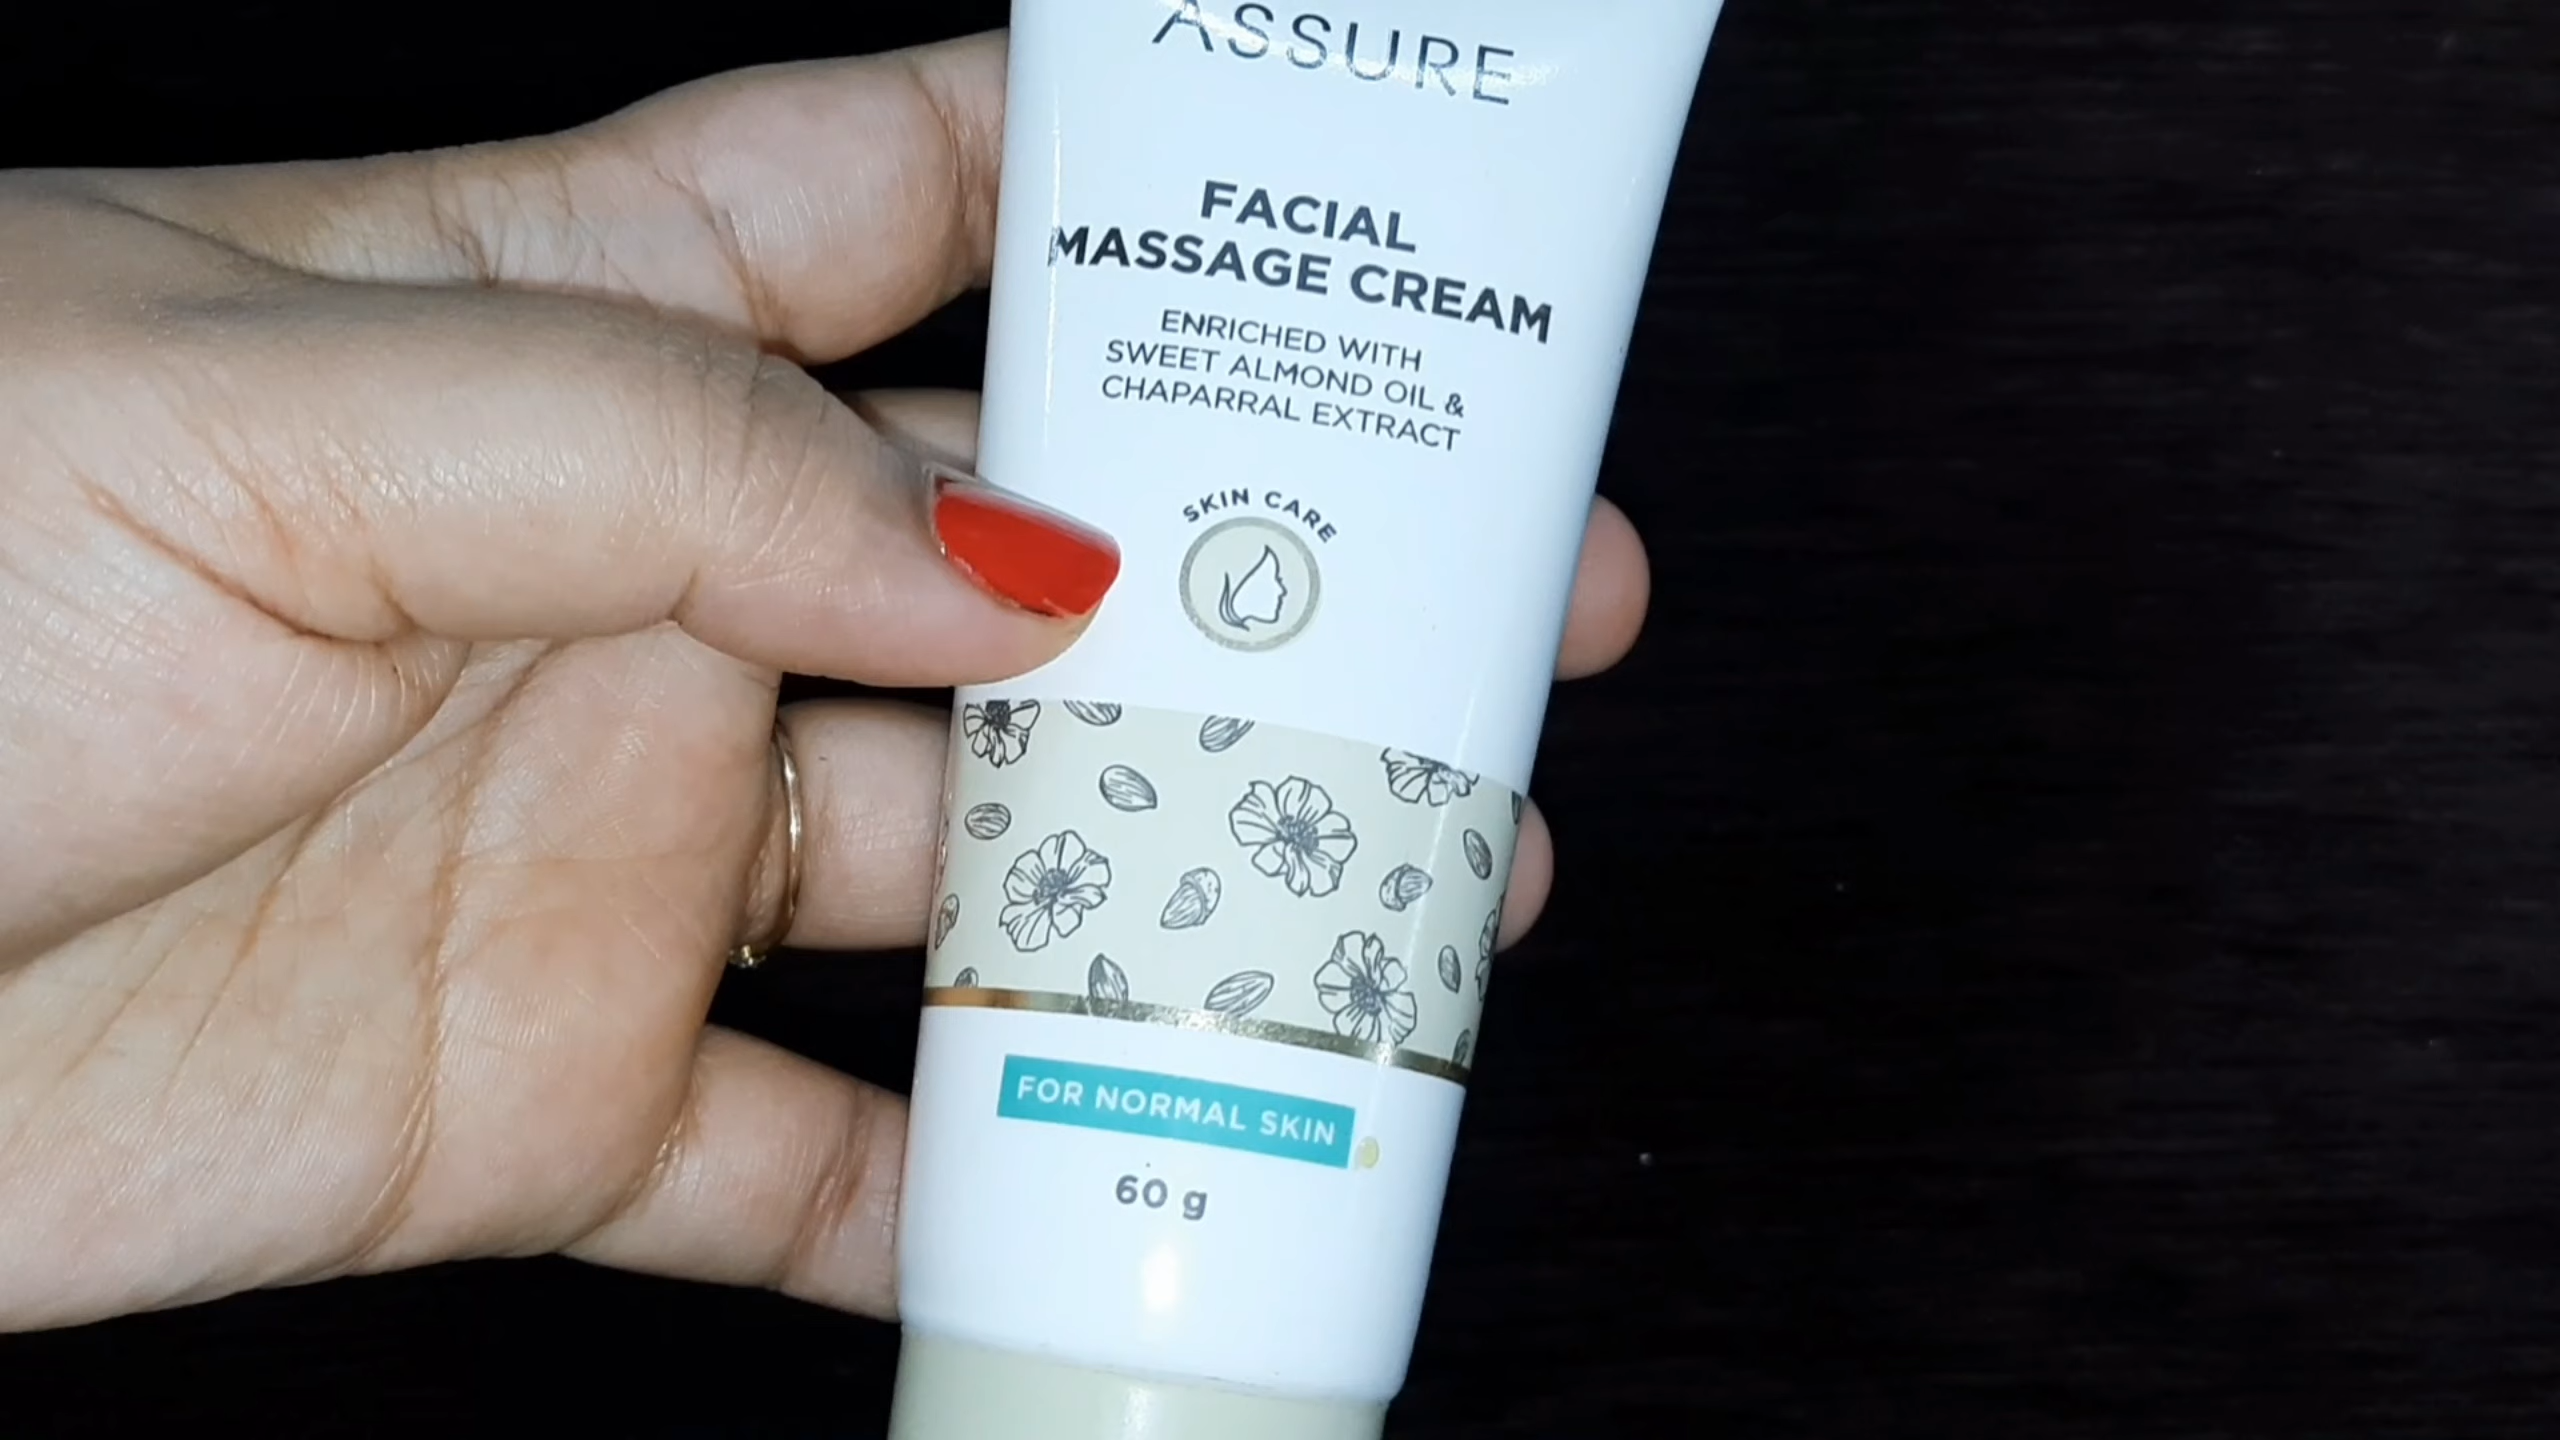 ASSURE
FACIAL
MASSAGE CREAM
ENRICHED WITH
SWEET ALMOND OIL &
CHAPARRAL EXTRACT
SKIN CARE
FOR NORMAL SKIN
60 g